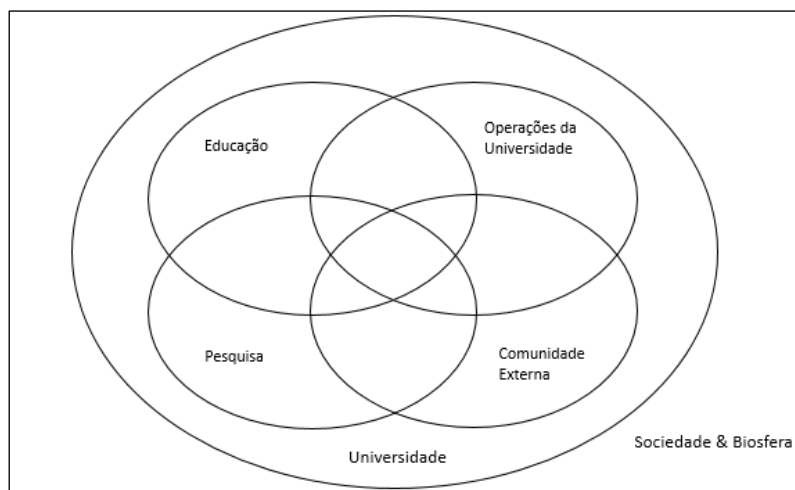 Educação
Operações da
Universidade
Pesquisa
Comunidade
Externa
Universidade
Sociedade & Biosfera